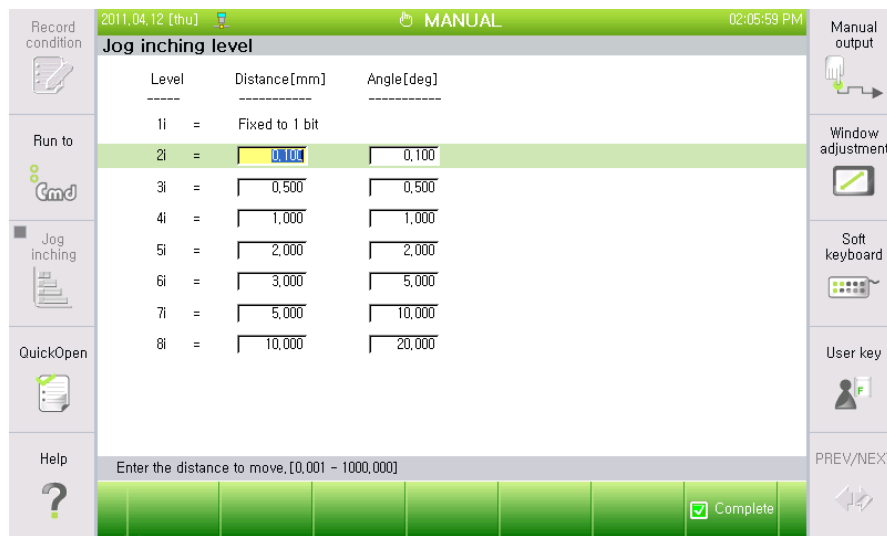 2011.04.12 [thu] MANUAL 02:05:59 PM
Jog inching level
Record
condition
Run to
Cmd
Jog
inching
QuickOpen
Help
?
Level Distance[mm] Angle[deg]
----- ----------- -----------
1i = Fixed to 1 bit
2i = 0.100 0.100
3i = 0.500 0.500
4i = 1.000 1.000
5i = 2.000 2.000
6i = 3.000 5.000
7i = 5.000 10.000
8i = 10.000 20.000
Enter the distance to move.[0.001 - 1000.000]
Complete
Manual
output
Window
adjustment
Soft
keyboard
User key
F
PREV/NEX